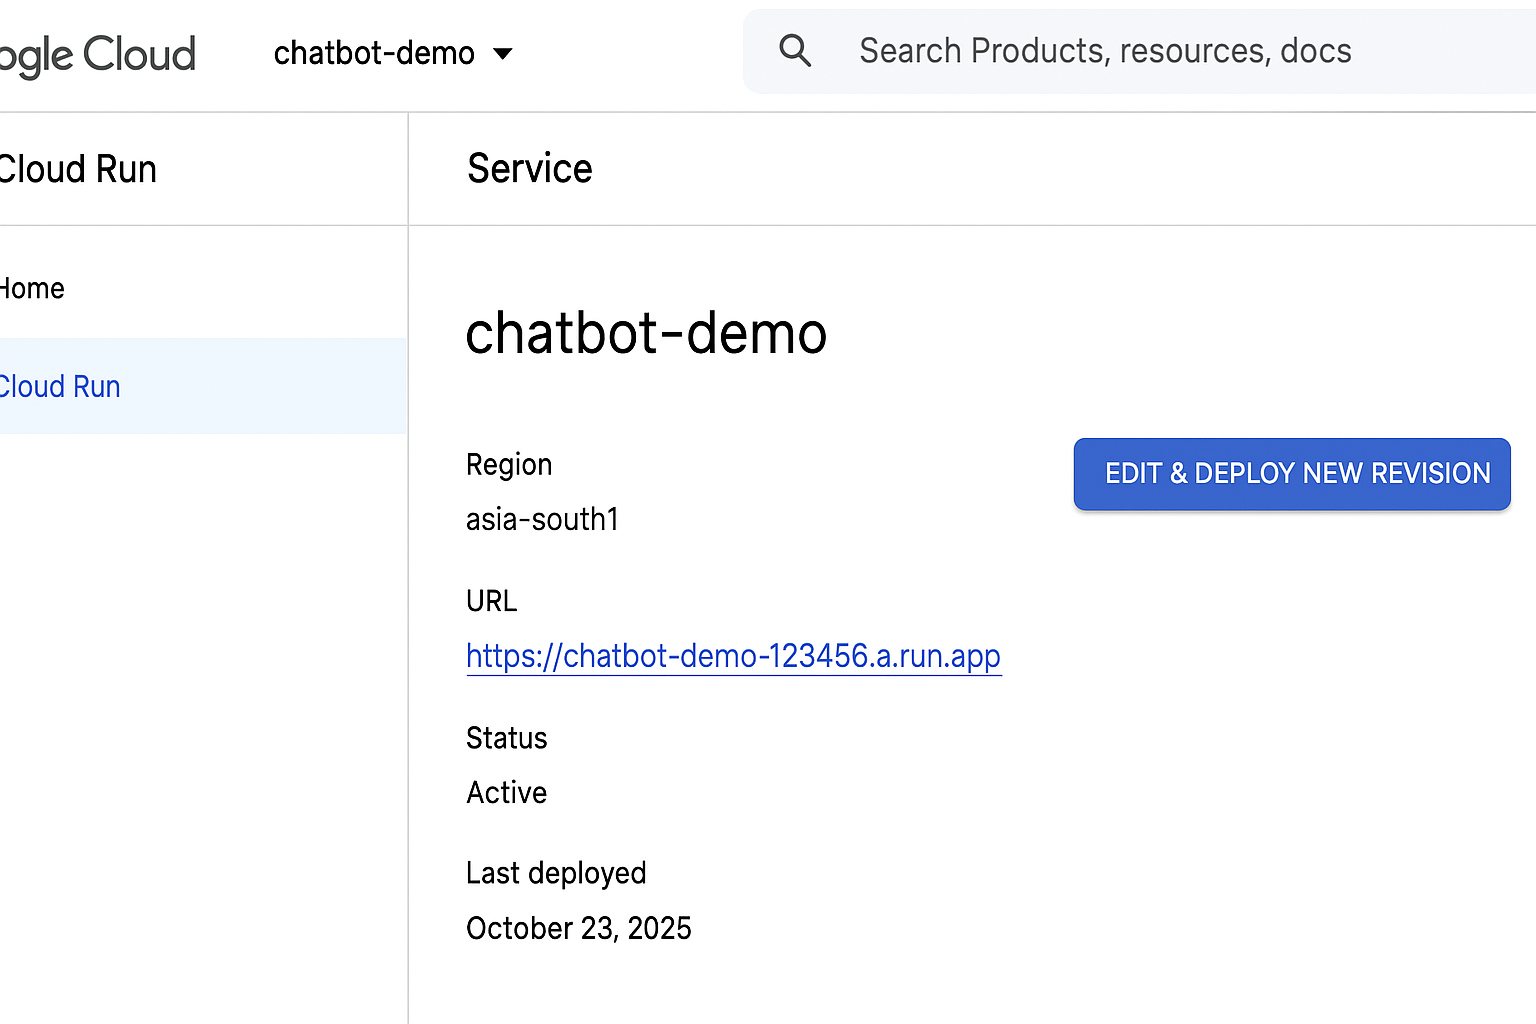 ogle Cloud
chatbot-demo
Search Products, resources, docs
Cloud Run
Service
Home
Cloud Run
chatbot-demo
Region
asia-south1
EDIT & DEPLOY NEW REVISION
URL
https://chatbot-demo-123456.a.run.app
Status
Active
Last deployed
October 23, 2025